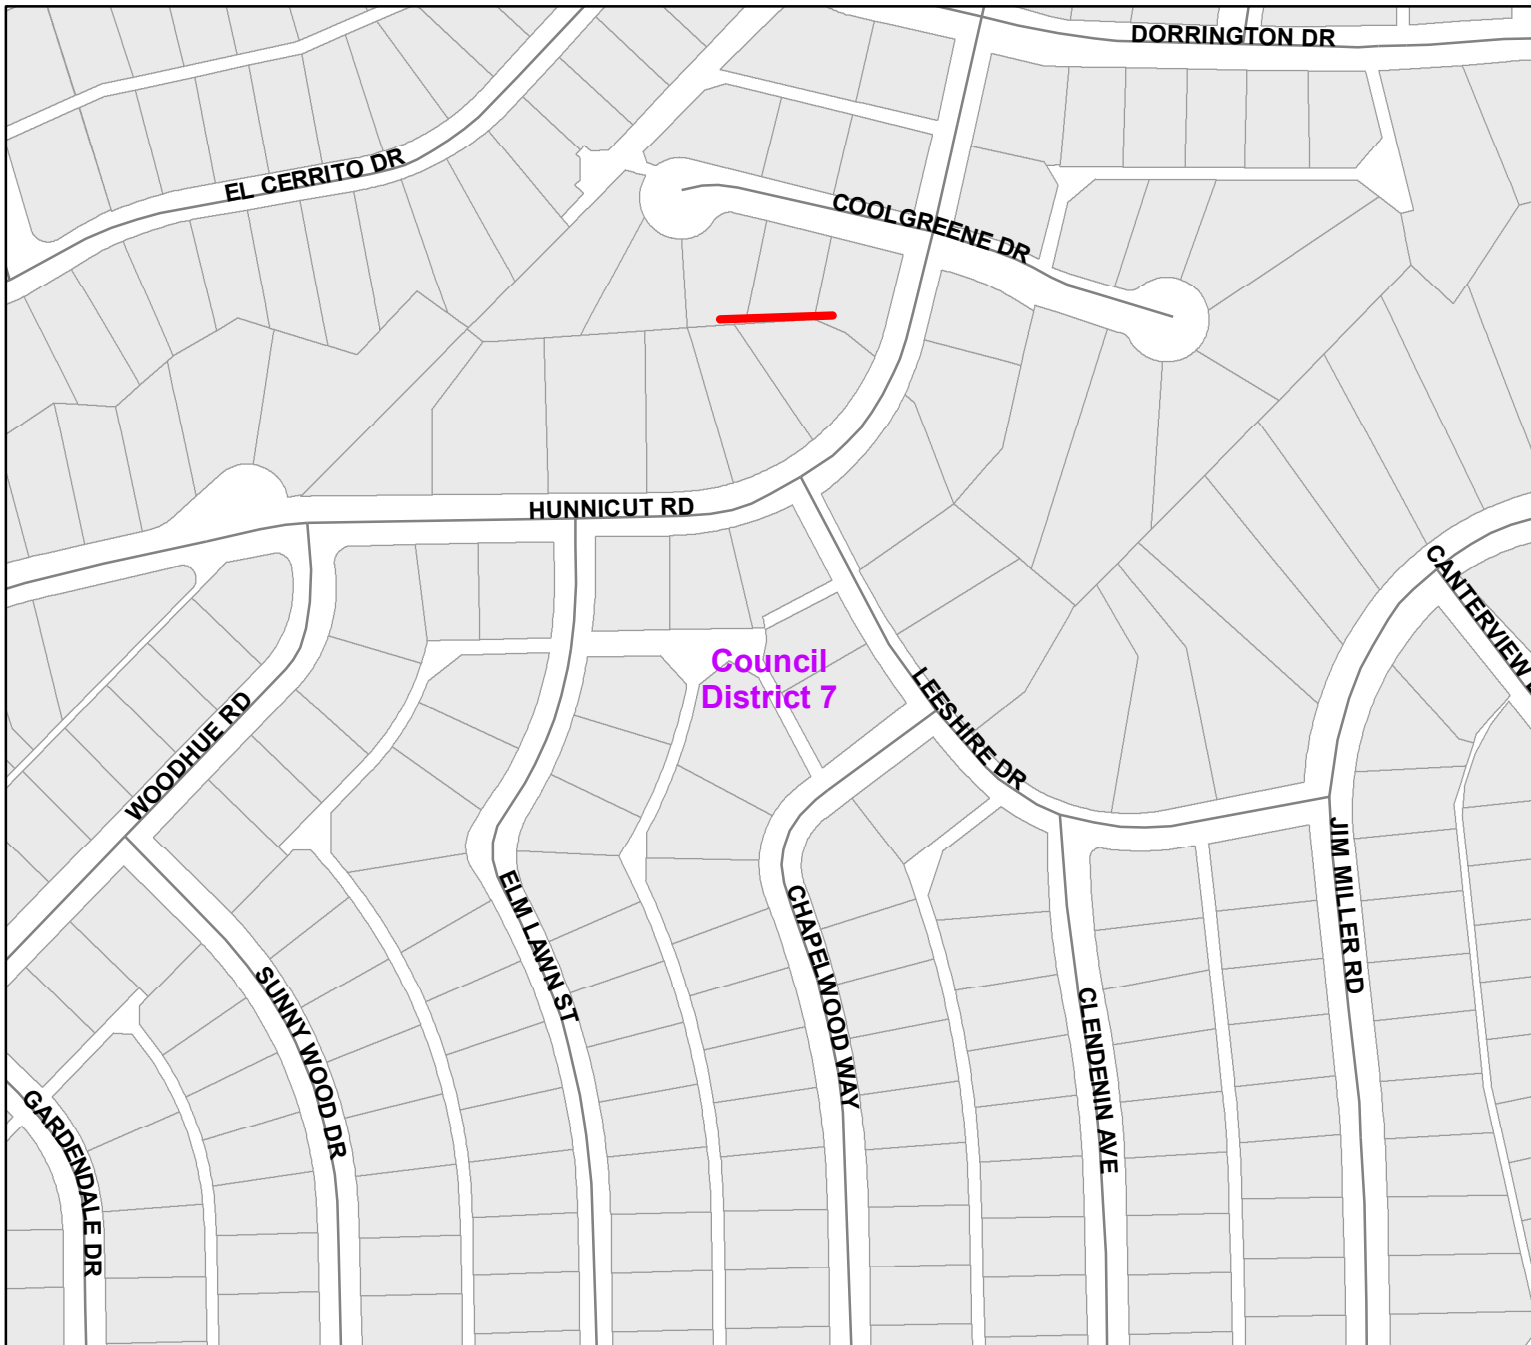 DORRINGTON DR
EL CERRITO DR
COOLGREENE DR
HUNNICUT RD
CANTERVIEW
Council
District 7
LEESHIRE DR
WOODHUE RD
JIM MILLER RD
ELM LAWN ST
CHAPELWOOD WAY
SUNNY WOOD DR
CLENDENIN AVE
GARDENDALE DR